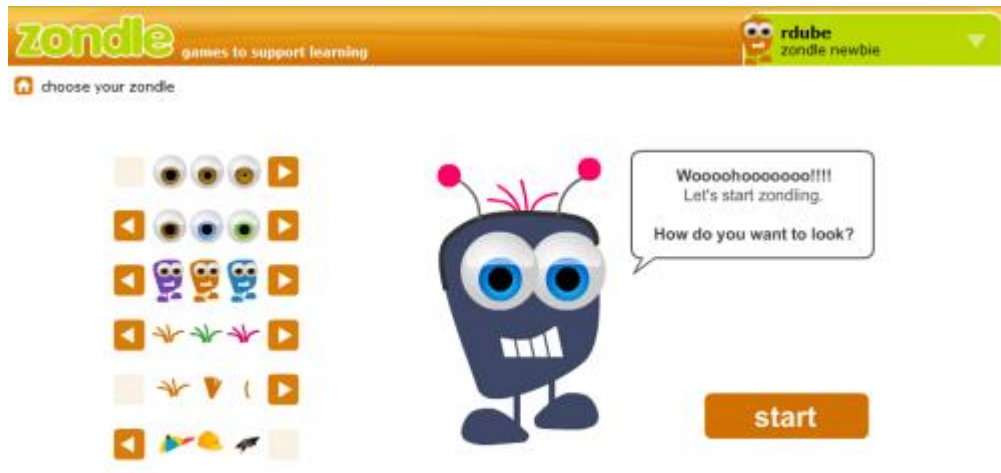 zondle games to support learning
rdube
zondle newbie
choose your zondle
Woooohooooooo!!!!
Let's start zondling.
How do you want to look?
start